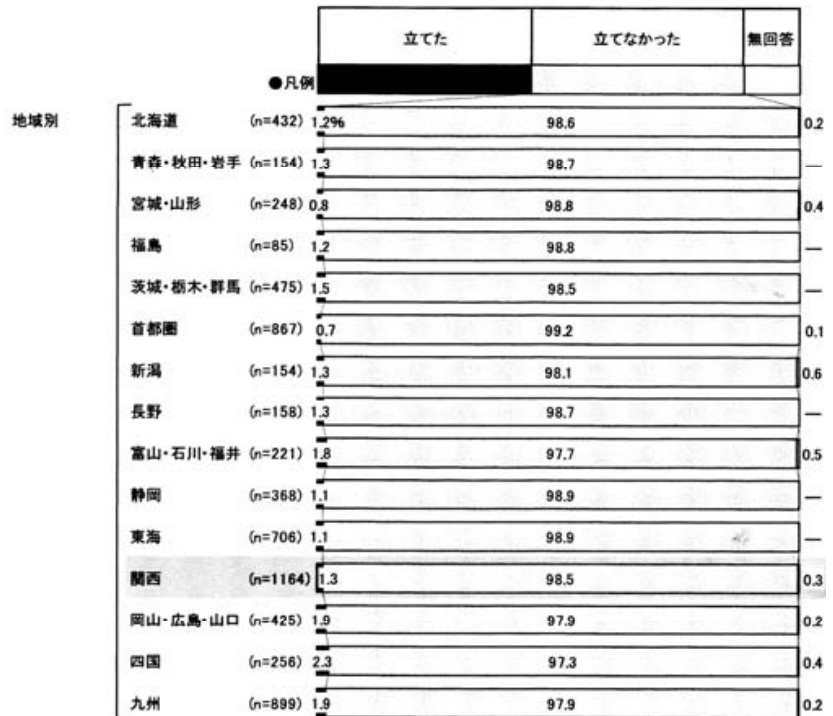 立てた 立てなかった 無回答
●凡例
地域別 北海道 (n=432) 1.2% 98.6 0.2
青森・秋田・岩手 (n=154) 1.3 98.7 —
宮城・山形 (n=248) 0.8 98.8 0.4
福島 (n=85) 1.2 98.8 —
茨城・栃木・群馬 (n=475) 1.5 98.5 —
首都圏 (n=867) 0.7 99.2 0.1
新潟 (n=154) 1.3 98.1 0.6
長野 (n=158) 1.3 98.7 —
富山・石川・福井 (n=221) 1.8 97.7 0.5
静岡 (n=368) 1.1 98.9 —
東海 (n=706) 1.1 98.9 —
関西 (n=1164) 1.3 98.5 0.3
岡山-広島-山口 (n=425) 1.9 97.9 0.2
四国 (n=256) 2.3 97.3 0.4
九州 (n=899) 1.9 97.9 0.2